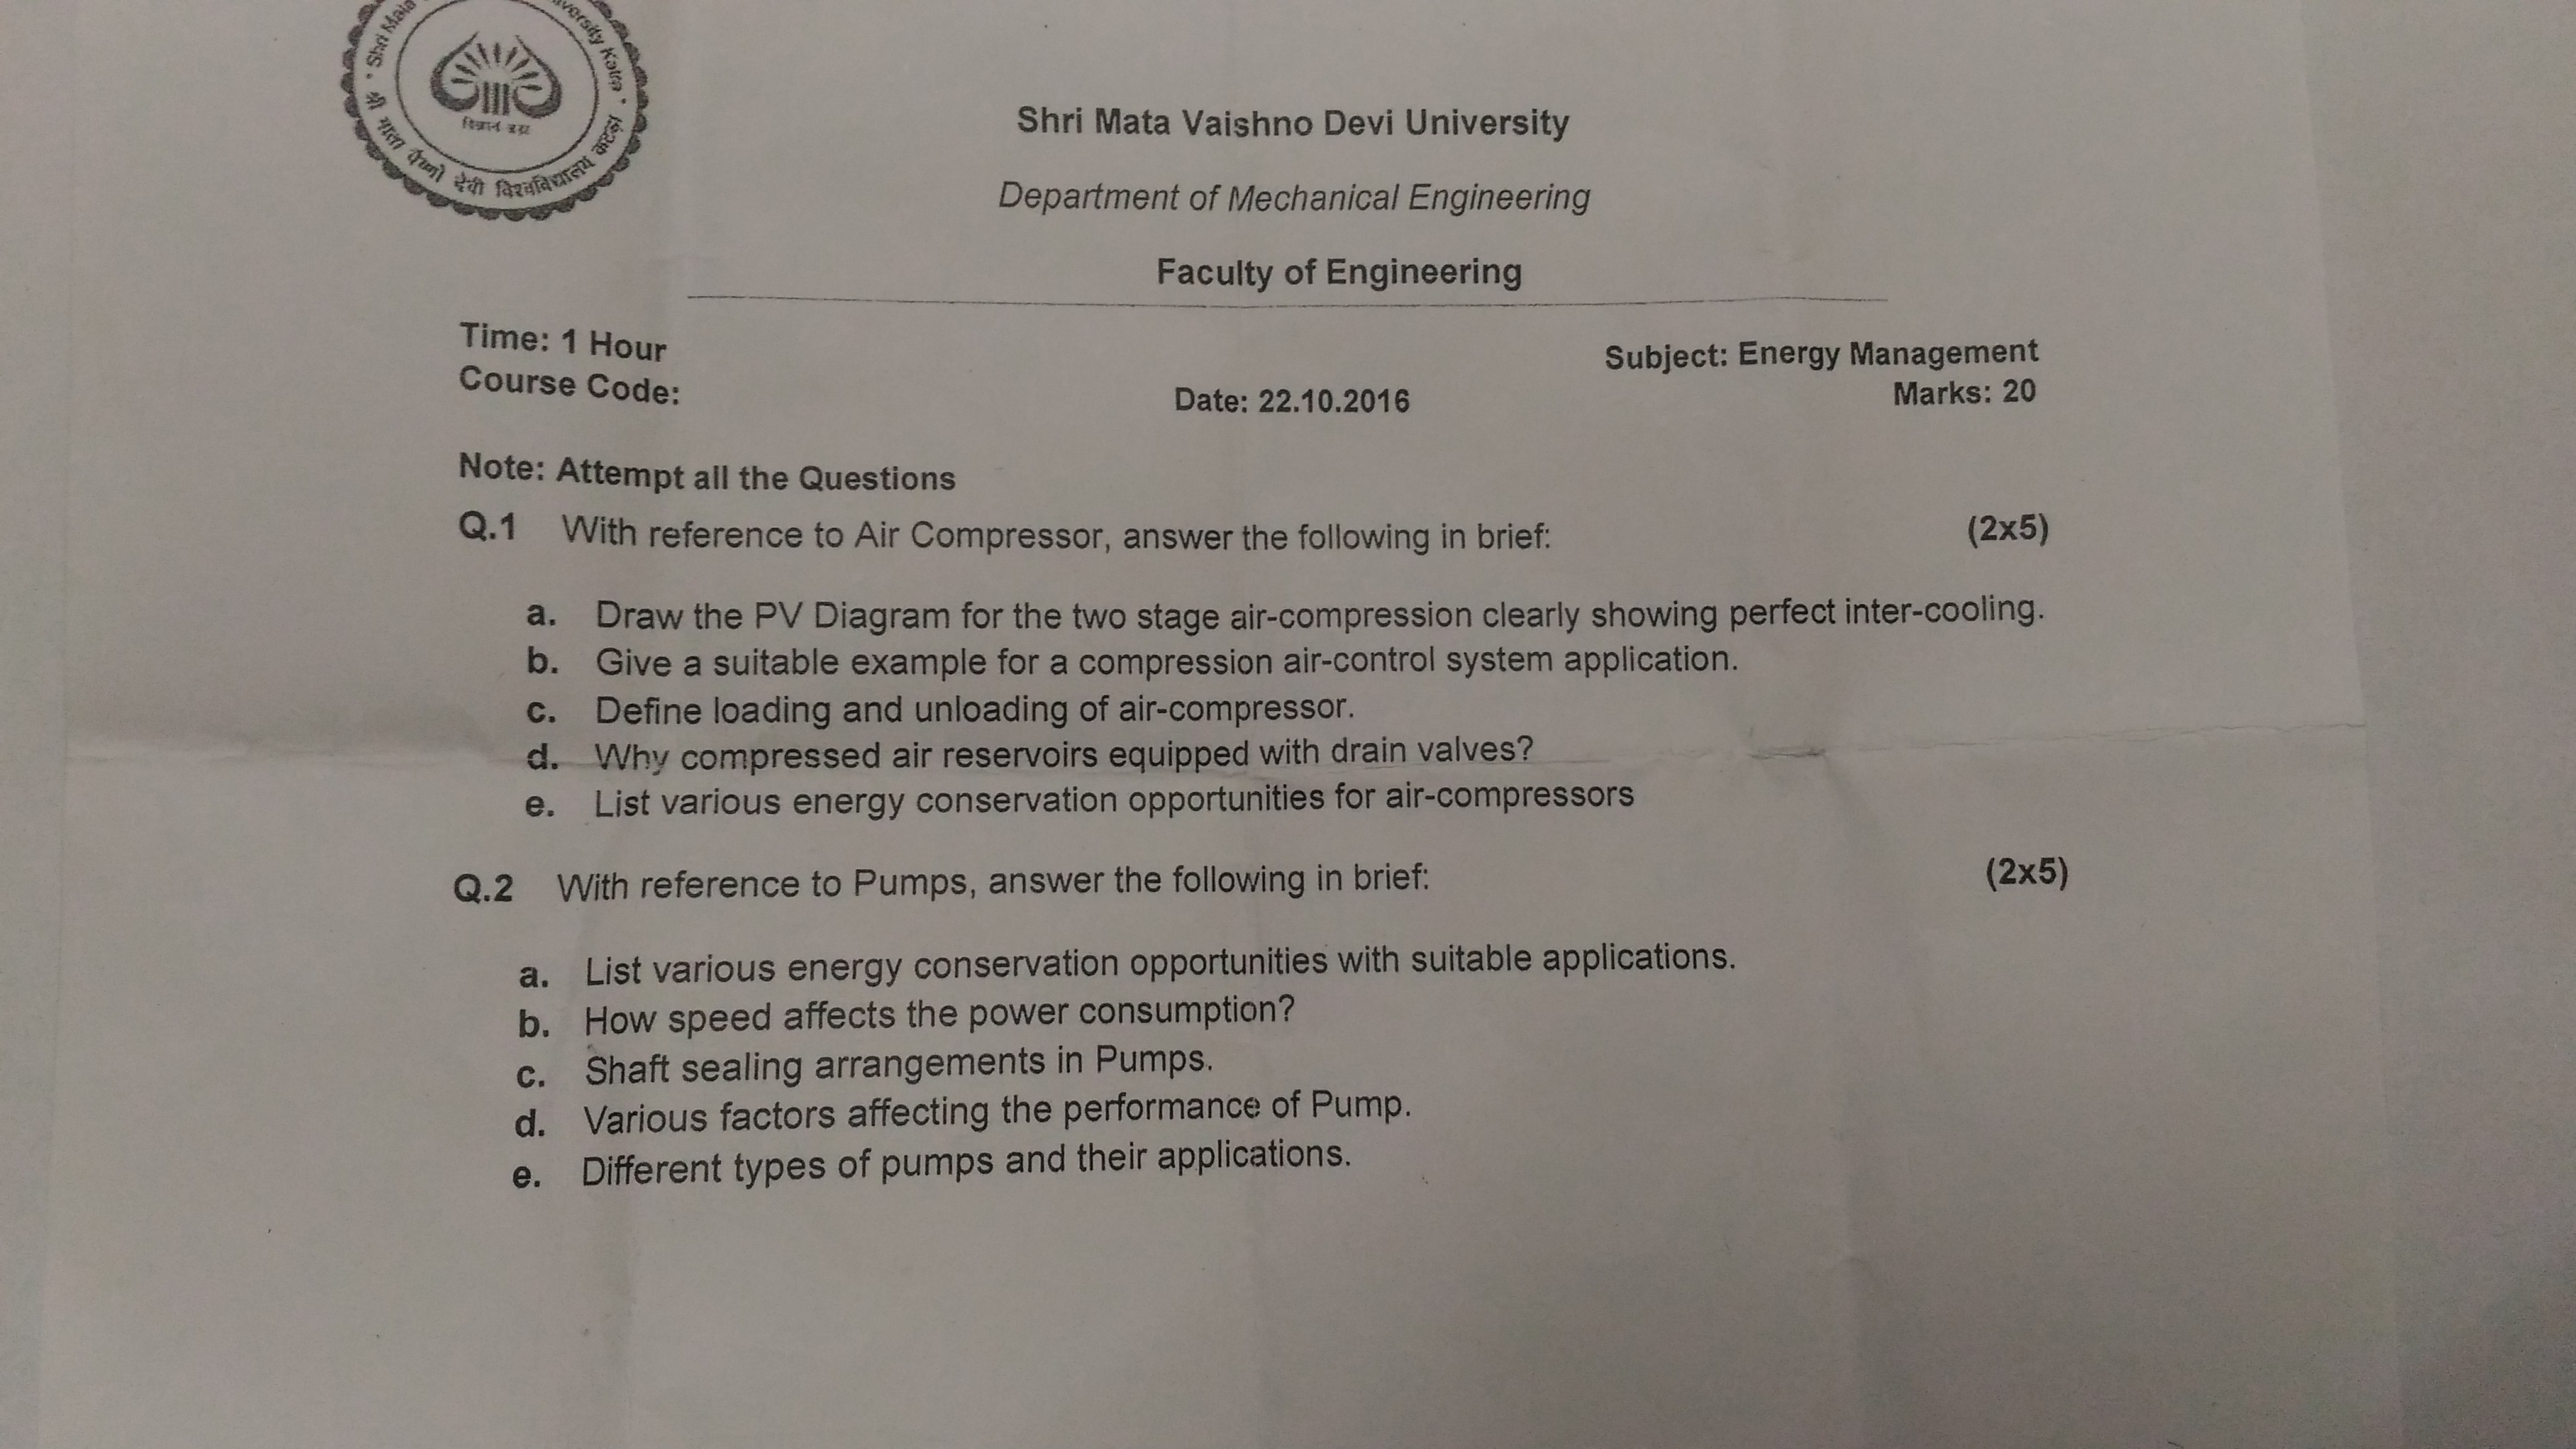 Shri Mata
versity Katra
विज्ञानं ब्रह्म
श्री माता वैष्णो देवी विश्वविद्यालय कटड़ा
Shri Mata Vaishno Devi University
Department of Mechanical Engineering
Faculty of Engineering
Time: 1 Hour
Subject: Energy Management
Course Code:
Date: 22.10.2016
Marks: 20
Note: Attempt all the Questions
Q.1 With reference to Air Compressor, answer the following in brief: (2x5)
a. Draw the PV Diagram for the two stage air-compression clearly showing perfect inter-cooling.
b. Give a suitable example for a compression air-control system application.
c. Define loading and unloading of air-compressor.
d. Why compressed air reservoirs equipped with drain valves?
e. List various energy conservation opportunities for air-compressors
Q.2 With reference to Pumps, answer the following in brief: (2x5)
a. List various energy conservation opportunities with suitable applications.
b. How speed affects the power consumption?
c. Shaft sealing arrangements in Pumps.
d. Various factors affecting the performance of Pump.
e. Different types of pumps and their applications.